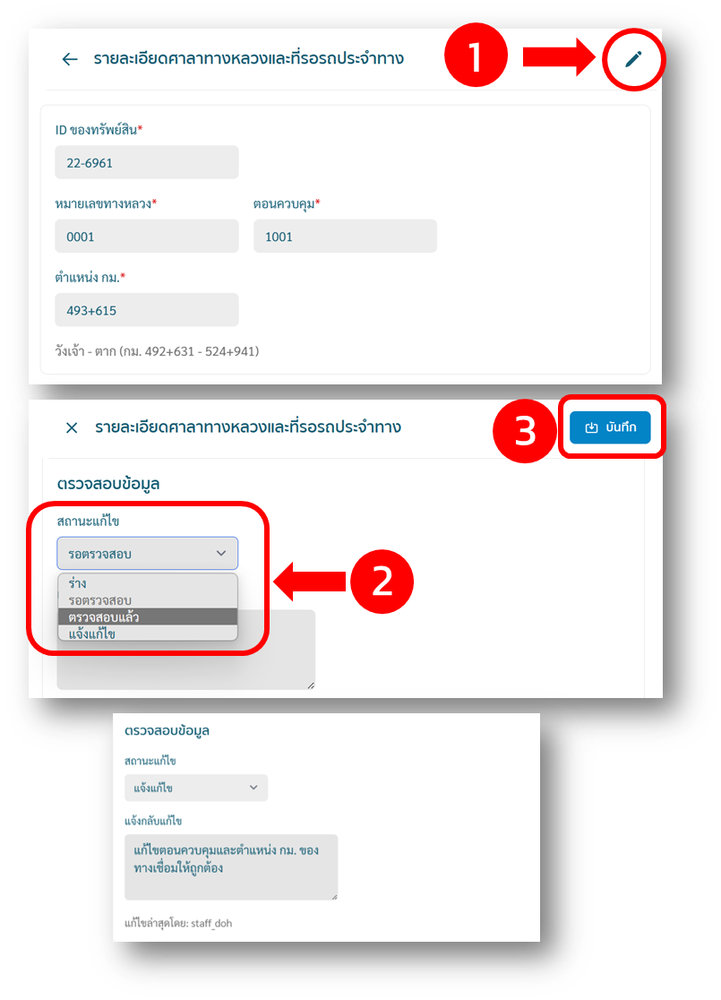 รายละเอียดศาลาทางหลวงและที่รอรถประจำทาง
1
ID ของทรัพย์สิน*
22-6961
หมายเลขทางหลวง* ตอนควบคุม*
0001 1001
ตำแหน่ง กม.*
493+615
วังเจ้า - ตาก (กม. 492+631 - 524+941)
รายละเอียดศาลาทางหลวงและที่รอรถประจำทาง
3
บันทึก
ตรวจสอบข้อมูล
สถานะแก้ไข
รอตรวจสอบ
2
ร่าง
รอตรวจสอบ
ตรวจสอบแล้ว
แจ้งแก้ไข
ตรวจสอบข้อมูล
สถานะแก้ไข
แจ้งแก้ไข
แจ้งกลับแก้ไข
แก้ไขตอนควบคุมและตำแหน่ง กม. ของ
ทางเชื่อมให้ถูกต้อง
แก้ไขล่าสุดโดย: staff_doh